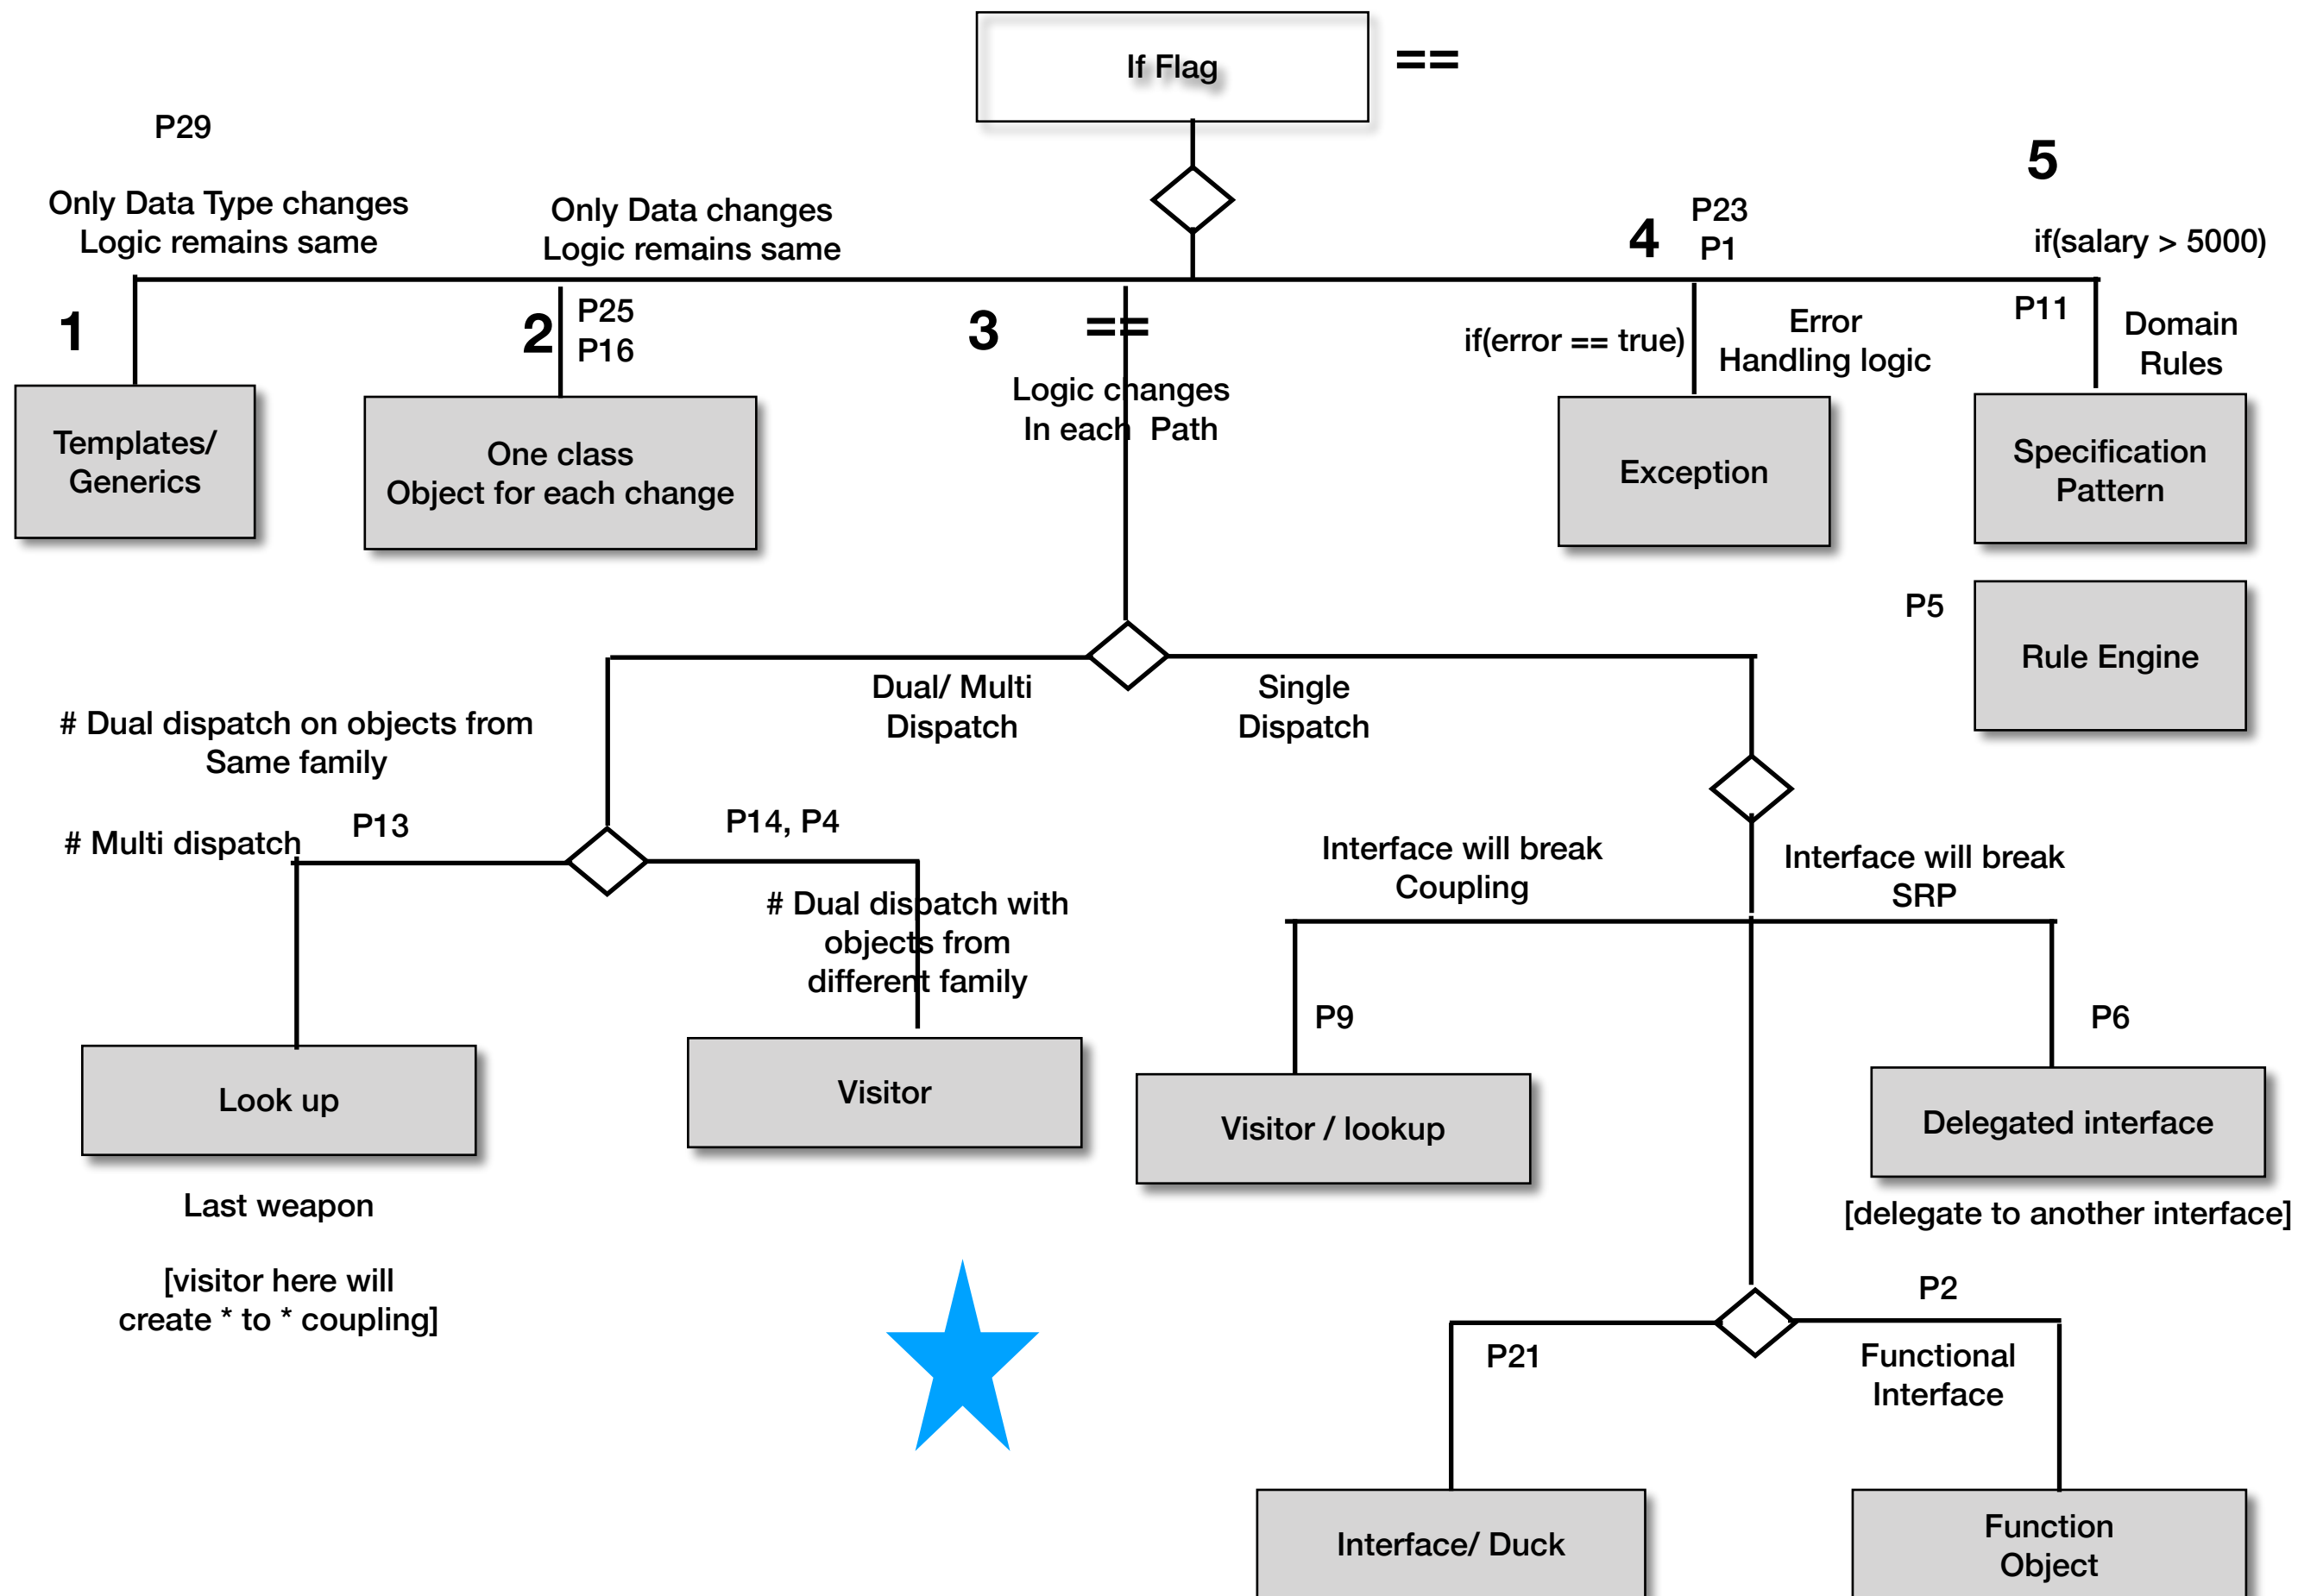 If Flag
==
P29
5
Only Data Type changes
Logic remains same
Only Data changes
Logic remains same
4
P23
P1
if(salary > 5000)
1
2
P25
P16
3
==
Logic changes
In each Path
if(error == true)
Error
Handling logic
P11
Domain
Rules
Templates/
Generics
One class
Object for each change
Exception
Specification
Pattern
P5
Rule Engine
Dual/ Multi
Dispatch
Single
Dispatch
# Dual dispatch on objects from
Same family
# Multi dispatch
P13
P14, P4
# Dual dispatch with
objects from
different family
Interface will break
Coupling
Interface will break
SRP
P9
P6
Look up
Visitor
Visitor / lookup
Delegated interface
Last weapon
[delegate to another interface]
[visitor here will
create * to * coupling]
P21
P2
Functional
Interface
Interface/ Duck
Function
Object